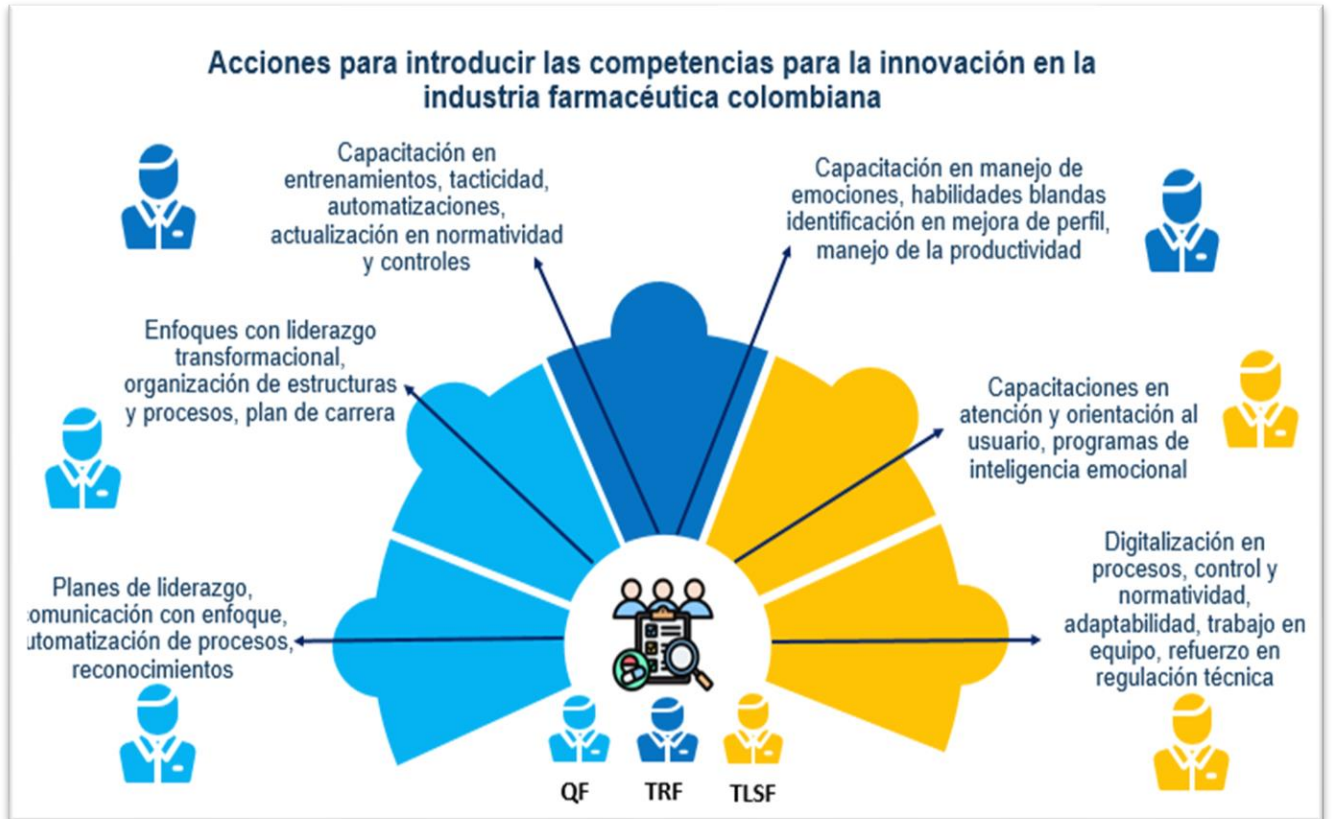 Acciones para introducir las competencias para la innovación en la
industria farmacéutica colombiana
Capacitación en
entrenamientos, tacticidad,
automatizaciones,
actualización en normatividad
y controles
Capacitación en manejo de
emociones, habilidades blandas
identificación en mejora de perfil,
manejo de la productividad
Enfoques con liderazgo
transformacional,
organización de estructuras
y procesos, plan de carrera
Capacitaciones en
atención y orientación al
usuario, programas de
inteligencia emocional
Planes de liderazgo,
omunicación con enfoque,
utomatización de procesos,
reconocimientos
Digitalización en
procesos, control y
normatividad,
adaptabilidad, trabajo en
equipo, refuerzo en
regulación técnica
QF TRF TLSF